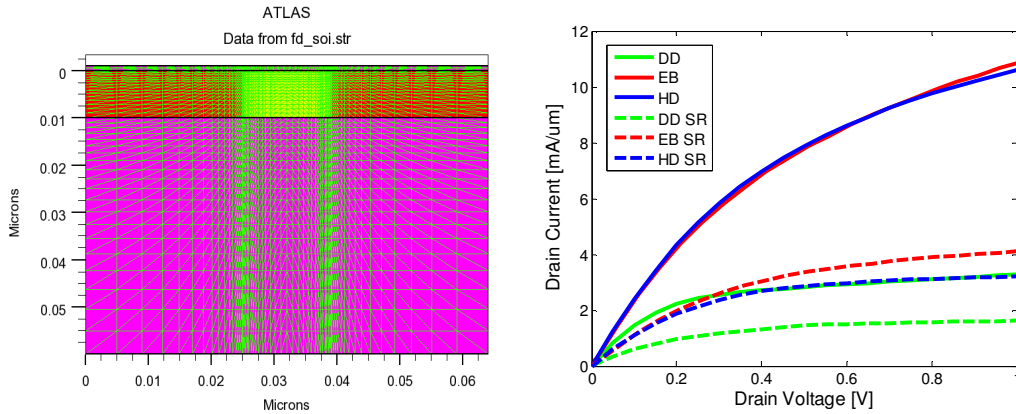 ATLAS
Data from fd_soi.str
Microns
0
0.01
0.02
0.03
0.04
0.05
0 0.01 0.02 0.03 0.04 0.05 0.06
Microns
Drain Current [mA/um]
12
10
8
6
4
2
0
DD
EB
HD
DD SR
EB SR
HD SR
0 0.2 0.4 0.6 0.8 1
Drain Voltage [V]